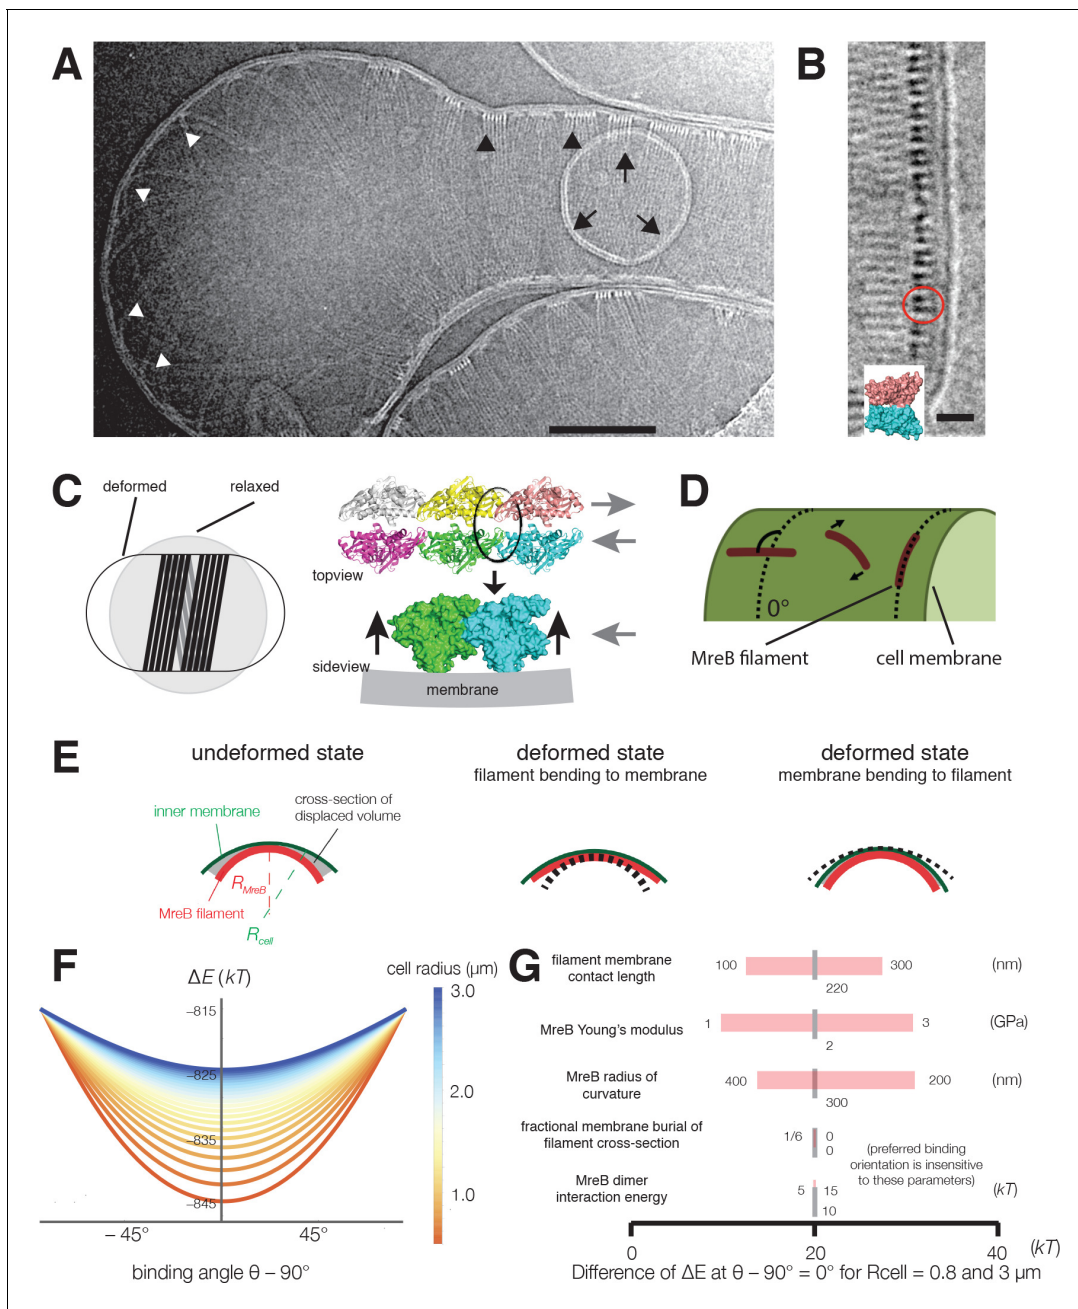 A
B
C
deformed
relaxed
topview
sideview
membrane
D
0°
MreB filament
cell membrane
E
undeformed state
deformed state
filament bending to membrane
deformed state
membrane bending to filament
inner membrane
cross-section of
displaced volume
R_MreB
MreB filament
R_cell
F
ΔE (kT)
−815
−825
−835
−845
− 45°
45°
binding angle θ − 90°
cell radius (µm)
3.0
2.0
1.0
G
filament membrane
contact length
100
300
220
(nm)
MreB Young's modulus
1
3
2
(GPa)
MreB radius of
curvature
400
200
300
(nm)
fractional membrane burial of
filament cross-section
1/6
0
0
(preferred binding
orientation is insensitive
to these parameters)
MreB dimer
interaction energy
5
15
10
(kT)
0
20
40
(kT)
Difference of ΔE at θ − 90° = 0° for Rcell = 0.8 and 3 µm